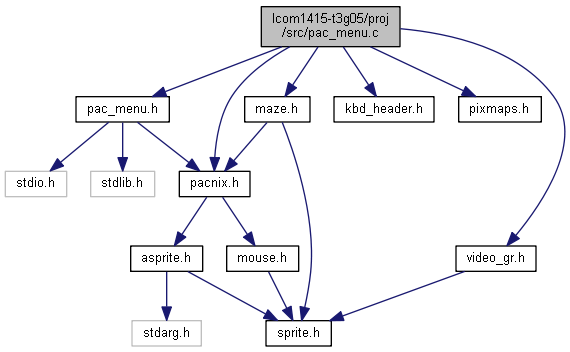 lcom1415-t3g05/proj
/src/pac_menu.c
pac_menu.h
maze.h
kbd_header.h
pixmaps.h
stdio.h
stdlib.h
pacnix.h
asprite.h
mouse.h
video_gr.h
stdarg.h
sprite.h